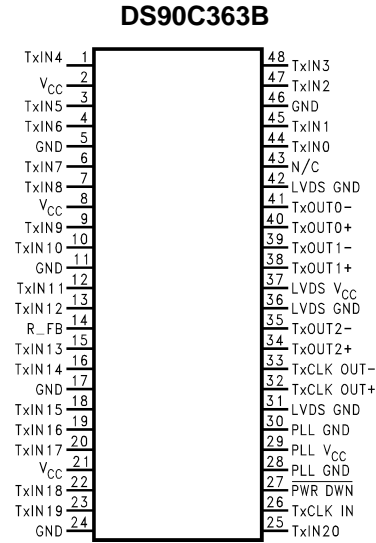 DS90C363B
TxIN4 1
VCC 2
TxIN5 3
TxIN6 4
GND 5
TxIN7 6
TxIN8 7
VCC 8
TxIN9 9
TxIN10 10
GND 11
TxIN11 12
TxIN12 13
R_FB 14
TxIN13 15
TxIN14 16
GND 17
TxIN15 18
TxIN16 19
TxIN17 20
VCC 21
TxIN18 22
TxIN19 23
GND 24
48 TxIN3
47 TxIN2
46 GND
45 TxIN1
44 TxIN0
43 N/C
42 LVDS GND
41 TxOUT0-
40 TxOUT0+
39 TxOUT1-
38 TxOUT1+
37 LVDS VCC
36 LVDS GND
35 TxOUT2-
34 TxOUT2+
33 TxCLK OUT-
32 TxCLK OUT+
31 LVDS GND
30 PLL GND
29 PLL VCC
28 PLL GND
27 PWR DWN
26 TxCLK IN
25 TxIN20